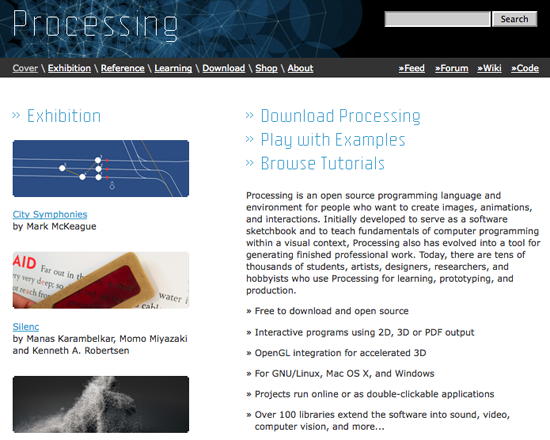 Processing
Search
Cover \ Exhibition \ Reference \ Learning \ Download \ Shop \ About
»Feed »Forum »Wiki »Code
» Exhibition
City Symphonies
by Mark McKeague
AID
Far out in the
very very deep; so
not reach from
water is
cable
Silenc
by Manas Karambelkar, Momo Miyazaki
and Kenneth A. Robertsen
» Download Processing
» Play with Examples
» Browse Tutorials
Processing is an open source programming language and
environment for people who want to create images, animations,
and interactions. Initially developed to serve as a software
sketchbook and to teach fundamentals of computer programming
within a visual context, Processing also has evolved into a tool for
generating finished professional work. Today, there are tens of
thousands of students, artists, designers, researchers, and
hobbyists who use Processing for learning, prototyping, and
production.
» Free to download and open source
» Interactive programs using 2D, 3D or PDF output
» OpenGL integration for accelerated 3D
» For GNU/Linux, Mac OS X, and Windows
» Projects run online or as double-clickable applications
» Over 100 libraries extend the software into sound, video,
computer vision, and more...